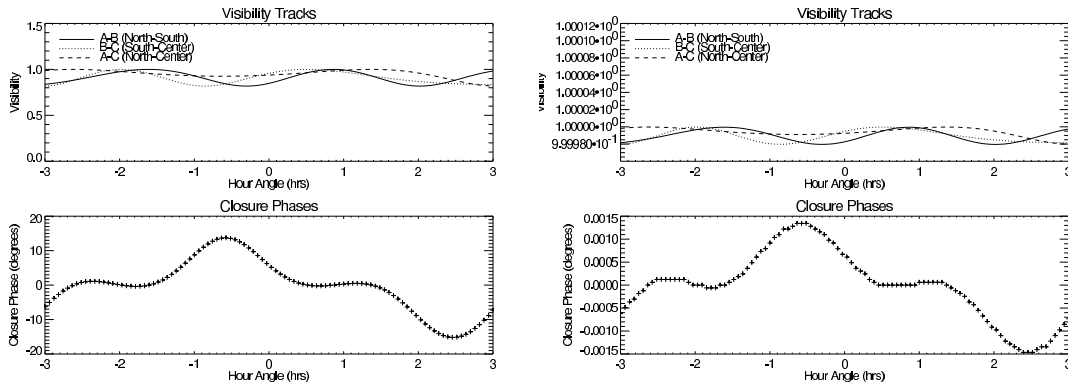 Visibility Tracks
1.5
1.0
0.5
0.0
Visibility
A-B (North-South)
B-C (South-Center)
A-C (North-Center)
-3 -2 -1 0 1 2 3
Hour Angle (hrs)
Closure Phases
20
10
0
-10
-20
Closure Phase (degrees)
-3 -2 -1 0 1 2 3
Hour Angle (hrs)
Visibility Tracks
1.00012•10^0
1.00010•10^0
1.00008•10^0
1.00006•10^0
1.00004•10^0
1.00002•10^0
1.00000•10^0
9.99980•10^-1
Visibility
A-B (North-South)
B-C (South-Center)
A-C (North-Center)
-3 -2 -1 0 1 2 3
Hour Angle (hrs)
Closure Phases
0.0015
0.0010
0.0005
0.0000
-0.0005
-0.0010
-0.0015
Closure Phase (degrees)
-3 -2 -1 0 1 2 3
Hour Angle (hrs)